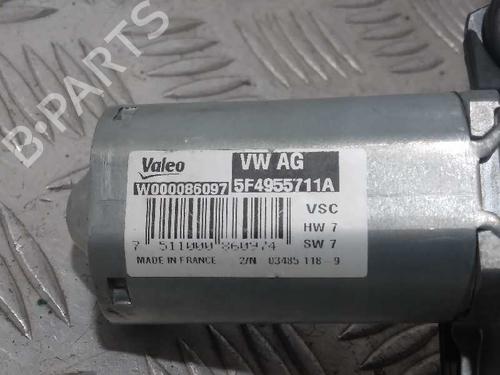 B-PARTS
Valeo VW AG
W000086097 5F4955711A
VSC
HW 7
7 511000 860974 SW 7
MADE IN FRANCE 2/N 03485 118-9